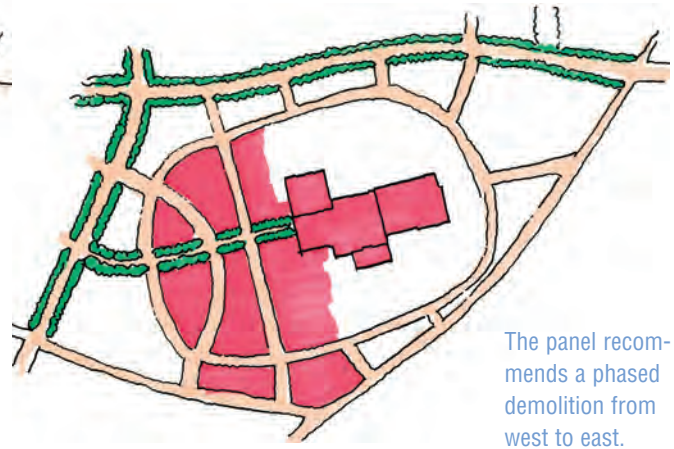 The panel recom-
mends a phased
demolition from
west to east.